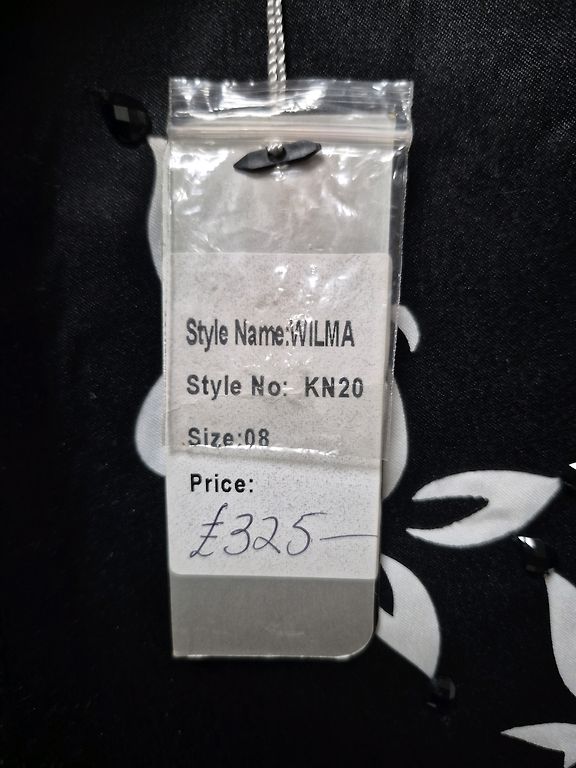 Style Name:WILMA
Style No: KN20
Size:08
Price:
£325—